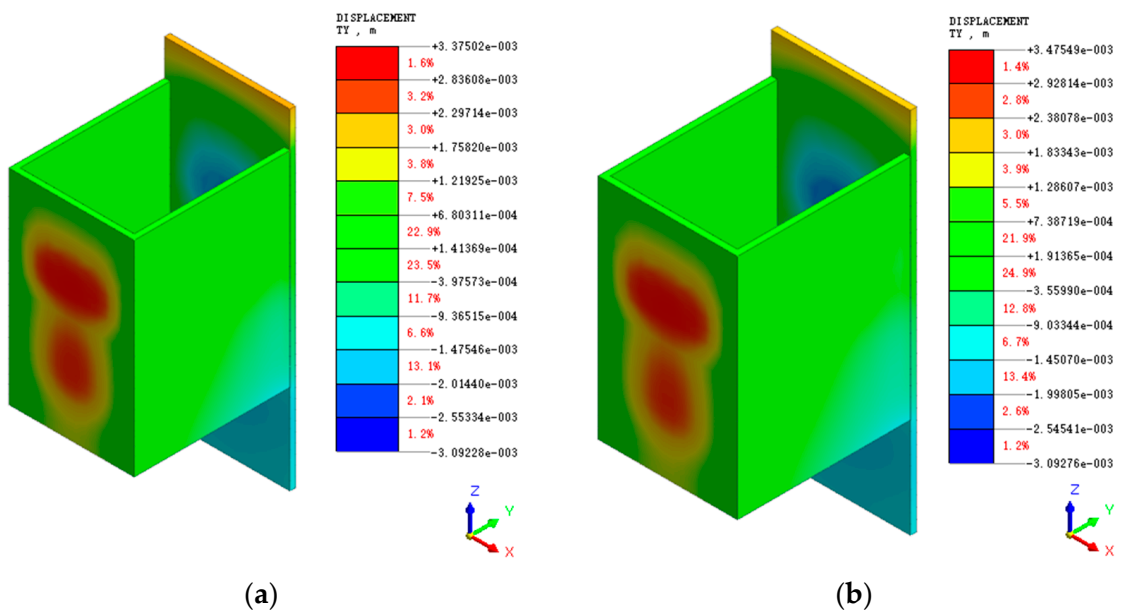 DISPLACEMENT
TY , m
+3.37502e-003
1.6%
+2.83608e-003
3.2%
+2.29714e-003
3.0%
+1.75820e-003
3.8%
+1.21925e-003
7.5%
+6.80311e-004
22.9%
+1.41369e-004
23.5%
-3.97573e-004
11.7%
-9.36515e-004
6.6%
-1.47546e-003
13.1%
-2.01440e-003
2.1%
-2.55334e-003
1.2%
-3.09228e-003
Z
Y
X
(a)
DISPLACEMENT
TY , m
+3.47549e-003
1.4%
+2.92814e-003
2.8%
+2.38078e-003
3.0%
+1.83343e-003
3.9%
+1.28607e-003
5.5%
+7.38719e-004
21.9%
+1.91365e-004
24.9%
-3.55990e-004
12.8%
-9.03344e-004
6.7%
-1.45070e-003
13.4%
-1.99805e-003
2.6%
-2.54541e-003
1.2%
-3.09276e-003
Z
Y
X
(b)